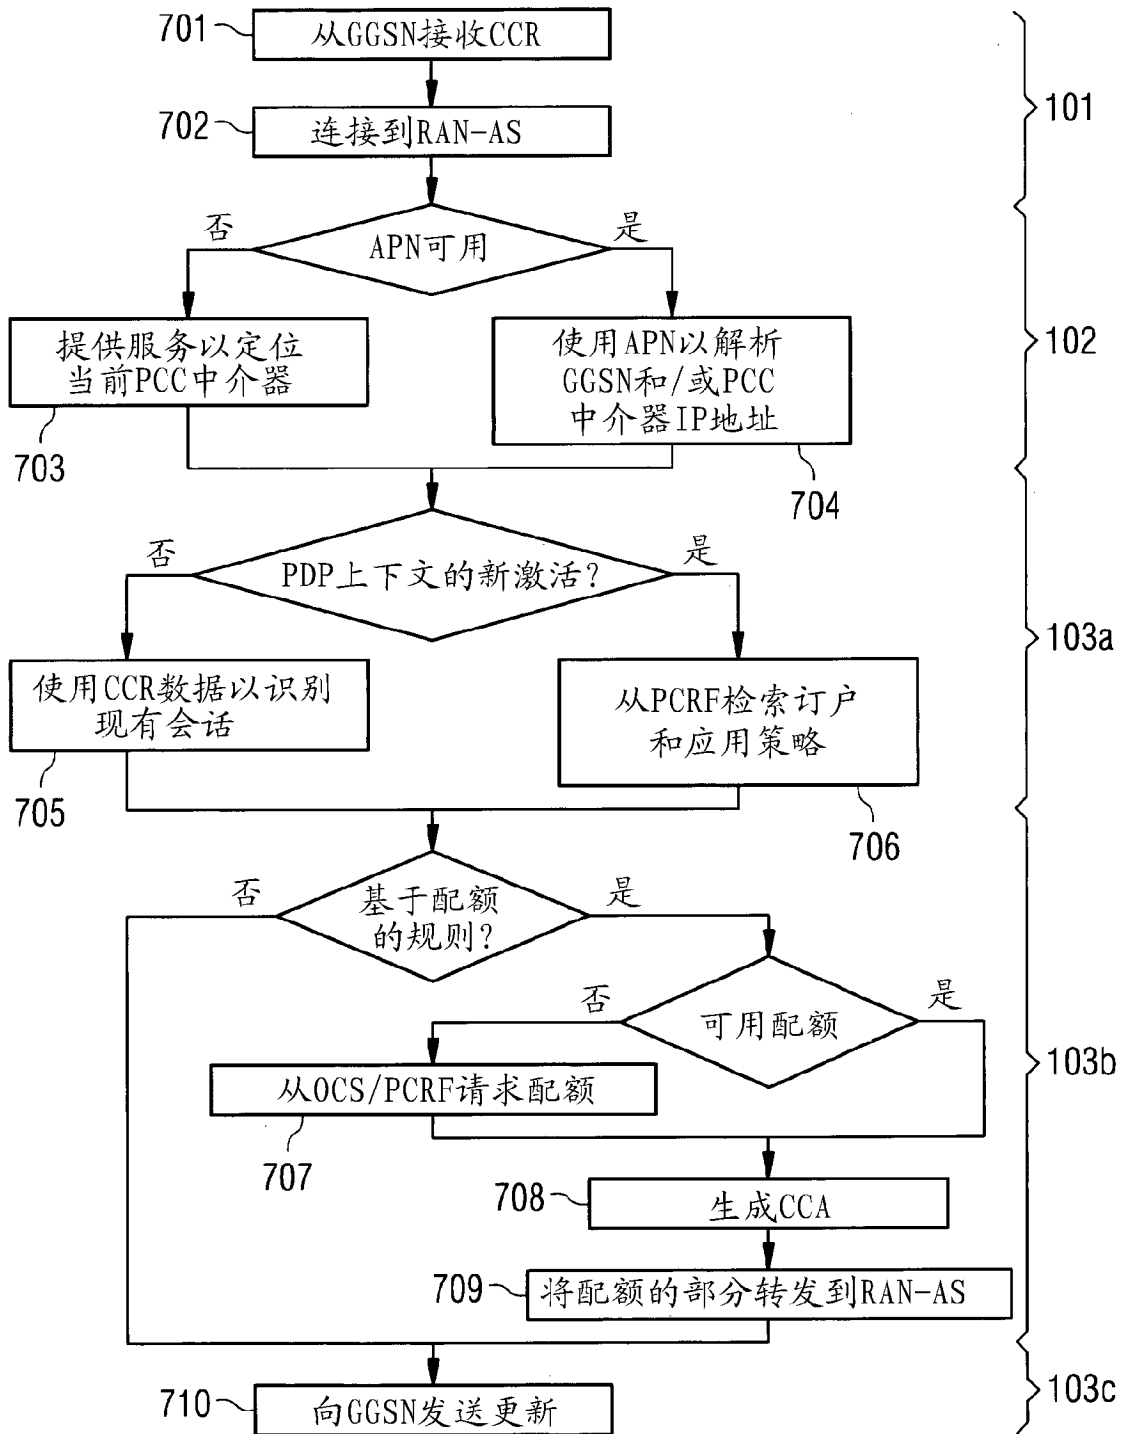 701
从GGSN接收CCR
702
连接到RAN-AS
101
否
APN可用
是
提供服务以定位
当前PCC中介器
703
使用APN以解析
GGSN和/或PCC
中介器IP地址
704
102
否
PDP上下文的新激活?
是
使用CCR数据以识别
现有会话
705
从PCRF检索订户
和应用策略
706
103a
否
基于配额
的规则?
是
否
可用配额
是
从OCS/PCRF请求配额
707
708
生成CCA
709
将配额的部分转发到RAN-AS
103b
710
向GGSN发送更新
103c